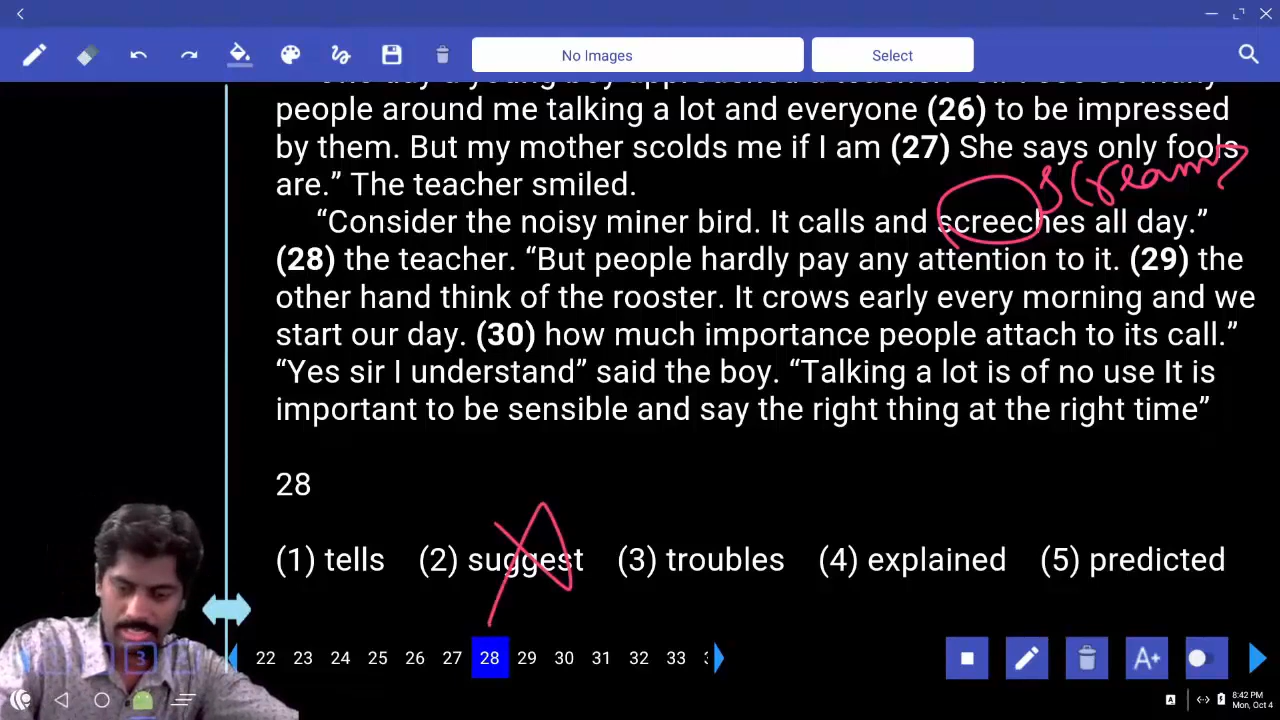 No Images
Select
people around me talking a lot and everyone (26) to be impressed
by them. But my mother scolds me if I am (27) She says only fools
are.” The teacher smiled.
screams
“Consider the noisy miner bird. It calls and screeches all day.”
(28) the teacher. “But people hardly pay any attention to it. (29) the
other hand think of the rooster. It crows early every morning and we
start our day. (30) how much importance people attach to its call.”
“Yes sir I understand” said the boy. “Talking a lot is of no use It is
important to be sensible and say the right thing at the right time”
28
(1) tells (2) suggest (3) troubles (4) explained (5) predicted
22 23 24 25 26 27 28 29 30 31 32 33
3
A+
A
8:42 PM
Mon, Oct 4